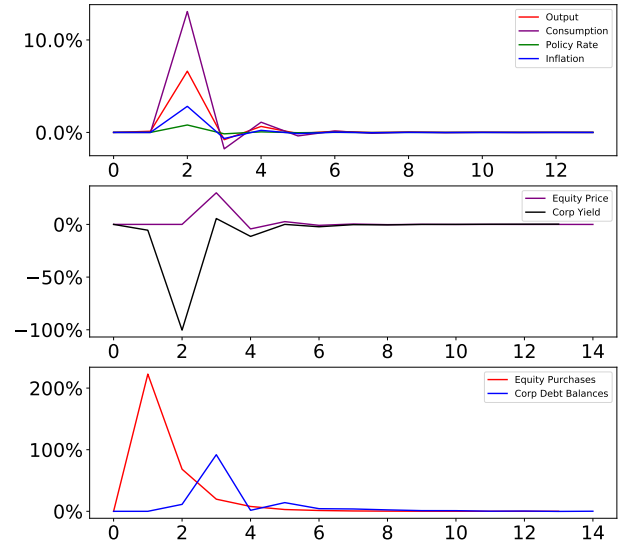 10.0%
0.0%
Output
Consumption
Policy Rate
Inflation
0 2 4 6 8 10 12
0%
−50%
−100%
Equity Price
Corp Yield
0 2 4 6 8 10 12 14
200%
100%
0%
Equity Purchases
Corp Debt Balances
0 2 4 6 8 10 12 14